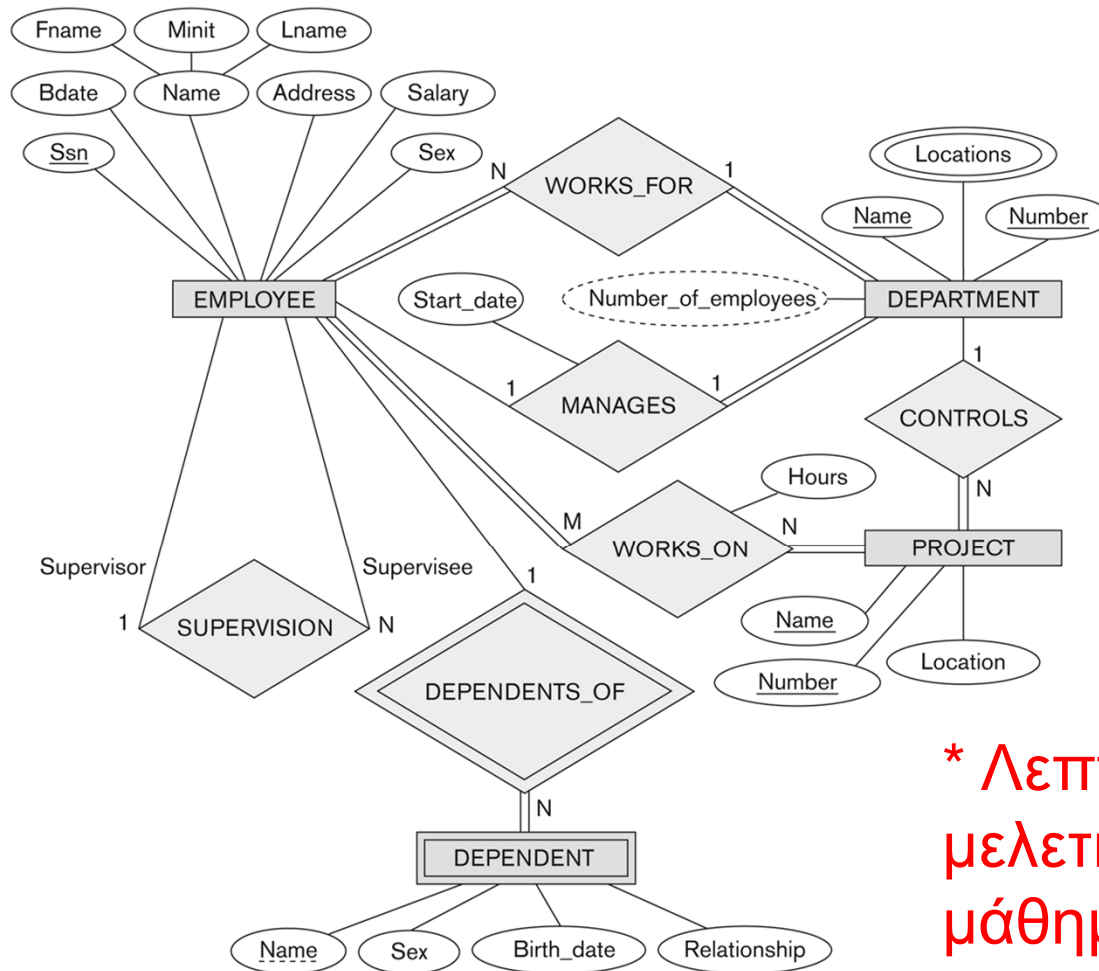 Fname
Minit
Lname
Bdate
Name
Address
Salary
Ssn
Sex
N
WORKS_FOR
1
Locations
Name
Number
EMPLOYEE
Start_date
Number_of_employees
DEPARTMENT
1
MANAGES
1
1
CONTROLS
N
Hours
M
WORKS_ON
N
PROJECT
Supervisor
Supervisee
1
SUPERVISION
N
1
Name
Number
Location
DEPENDENTS_OF
N
DEPENDENT
Name
Sex
Birth_date
Relationship
*